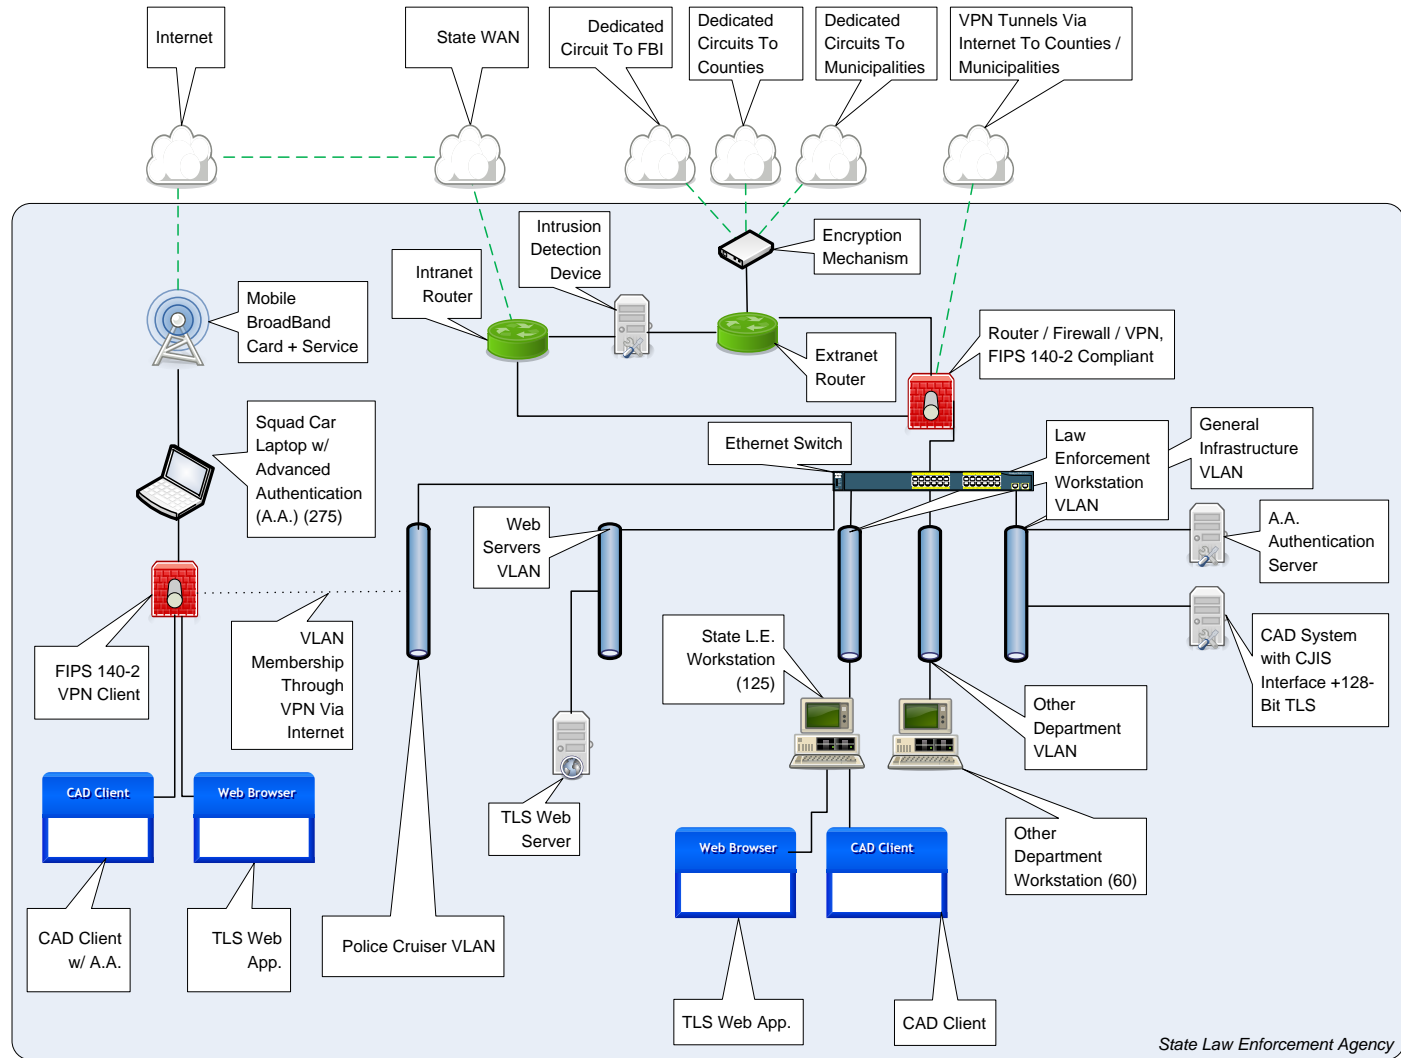 Internet
State WAN
Dedicated
Circuit To FBI
Dedicated
Circuits To
Counties
Dedicated
Circuits To
Municipalities
VPN Tunnels Via
Internet To Counties /
Municipalities
Intrusion
Detection
Device
Encryption
Mechanism
Intranet
Router
Mobile
BroadBand
Card + Service
Extranet
Router
Router / Firewall / VPN,
FIPS 140-2 Compliant
Squad Car
Laptop w/
Advanced
Authentication
(A.A.) (275)
Ethernet Switch
Law
Enforcement
Workstation
VLAN
General
Infrastructure
VLAN
Web
Servers
VLAN
A.A.
Authentication
Server
FIPS 140-2
VPN Client
VLAN
Membership
Through
VPN Via
Internet
State L.E.
Workstation
(125)
CAD System
with CJIS
Interface +128-
Bit TLS
Other
Department
VLAN
CAD Client
Web Browser
TLS Web
Server
Web Browser
CAD Client
Other
Department
Workstation (60)
CAD Client
w/ A.A.
TLS Web
App.
Police Cruiser VLAN
TLS Web App.
CAD Client
State Law Enforcement Agency